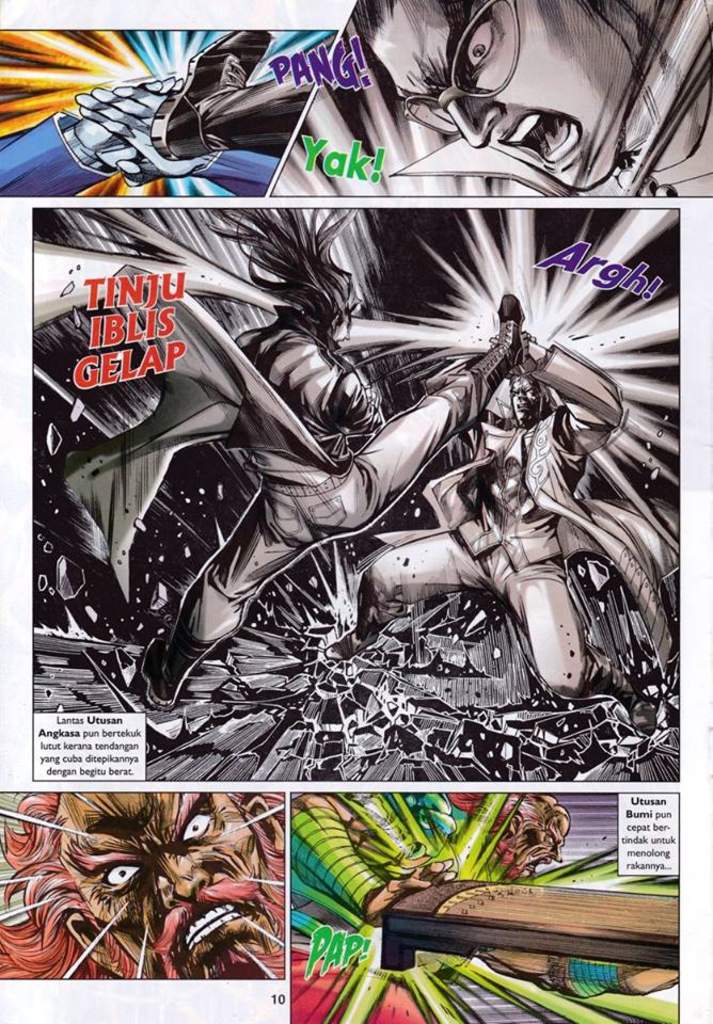 PANG!
Yak!
TINJU
IBLIS
GELAP
Argh!
Lantas Utusan
Angkasa pun bertekuk
lutut kerana tendangan
yang cuba ditepikannya
dengan begitu berat.
Utusan
Bumi pun
cepat ber-
tindak untuk
menolong
rakannya...
PAP!
10